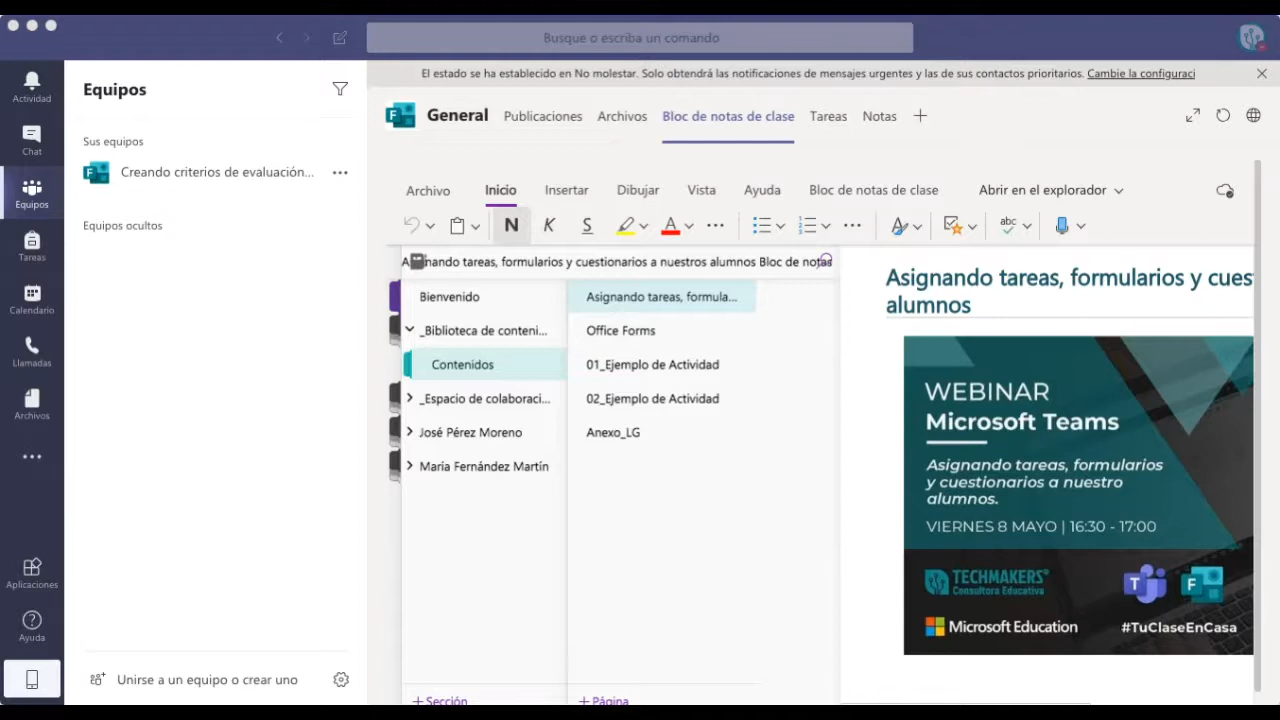 Busque o escriba un comando
El estado se ha establecido en No molestar. Solo obtendrá las notificaciones de mensajes urgentes y las de sus contactos prioritarios. Cambie la configuraci
Actividad
Chat
Equipos
Tareas
Calendario
Llamadas
Archivos
Aplicaciones
Ayuda
Equipos
Sus equipos
Creando criterios de evaluación...
Equipos ocultos
Unirse a un equipo o crear uno
General Publicaciones Archivos Bloc de notas de clase Tareas Notas
Archivo Inicio Insertar Dibujar Vista Ayuda Bloc de notas de clase Abrir en el explorador
N K S A abc
nando tareas, formularios y cuestionarios a nuestros alumnos Bloc de notas
Bienvenido
_Biblioteca de conteni...
Contenidos
_Espacio de colaboraci...
José Pérez Moreno
María Fernández Martín
+ Sección
Asignando tareas, formula...
Office Forms
01_Ejemplo de Actividad
02_Ejemplo de Actividad
Anexo_LG
+ Página
Asignando tareas, formularios y cues
alumnos
WEBINAR
Microsoft Teams
Asignando tareas, formularios
y cuestionarios a nuestro
alumnos.
VIERNES 8 MAYO | 16:30 - 17:00
TECHMAKERS®
Consultora Educativa
T F
Microsoft Education
#TuClaseEnCasa